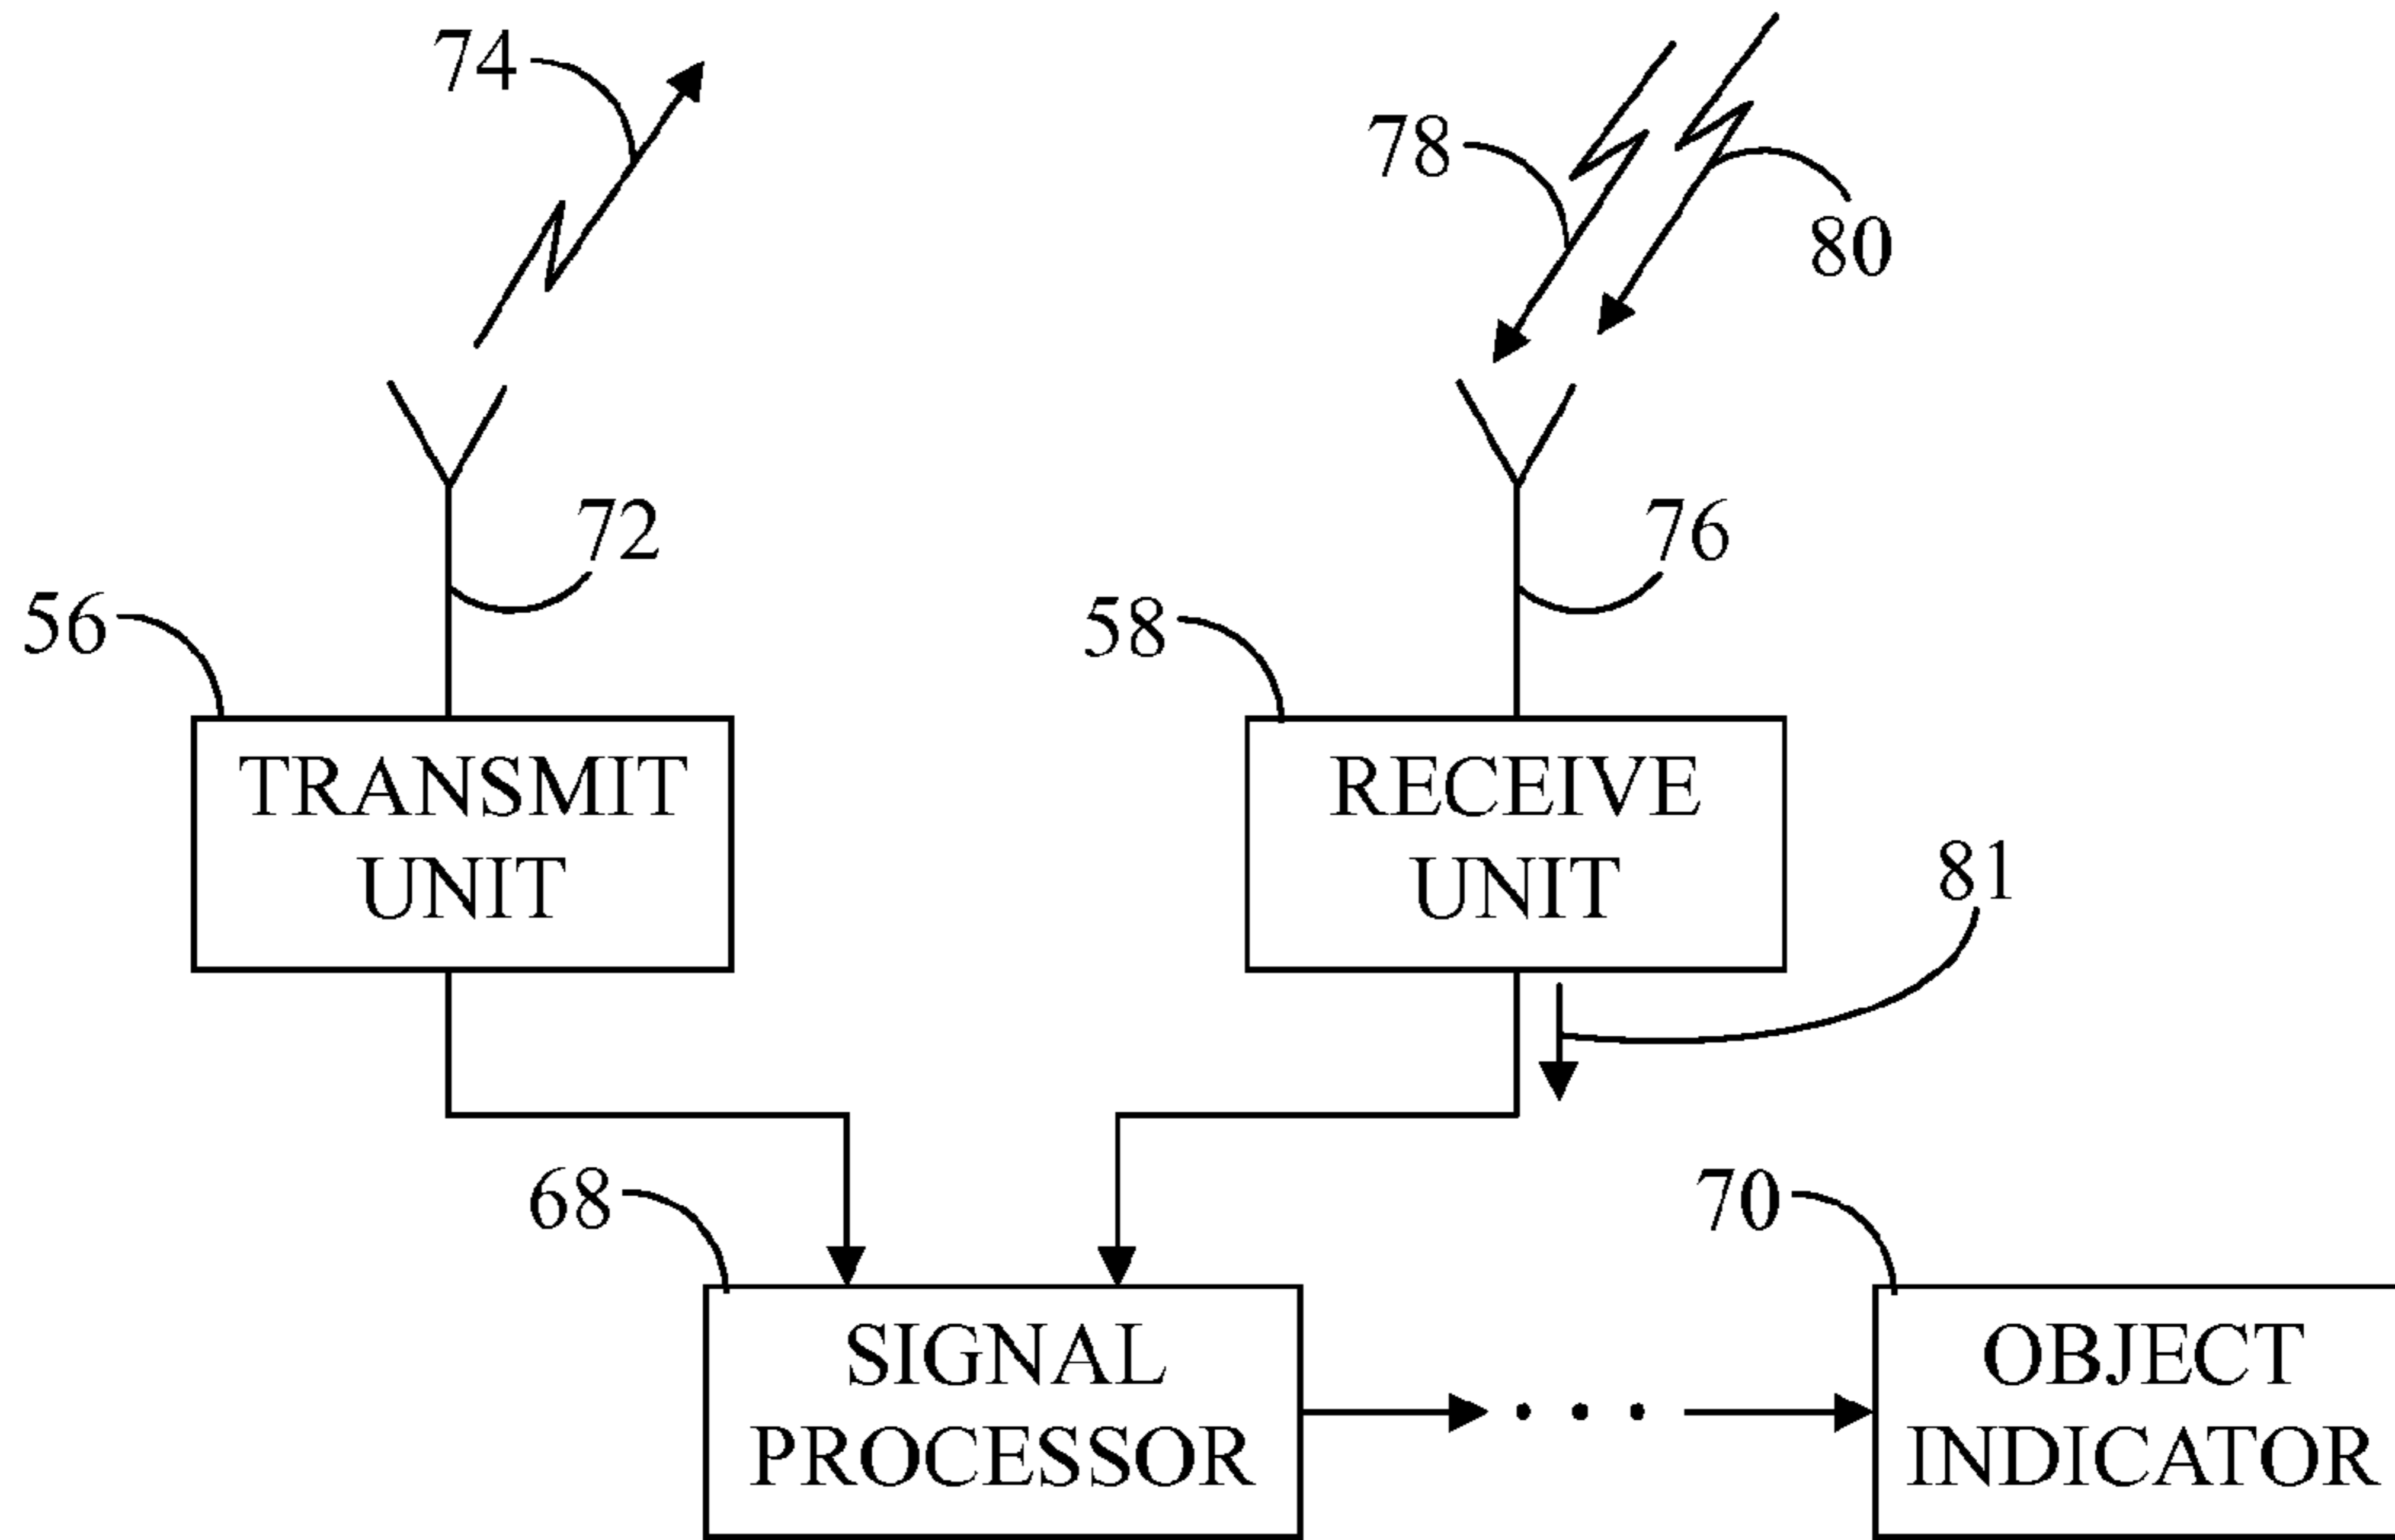 74
78
80
72
76
56
58
TRANSMIT
UNIT
RECEIVE
UNIT
81
68
70
SIGNAL
PROCESSOR
OBJECT
INDICATOR